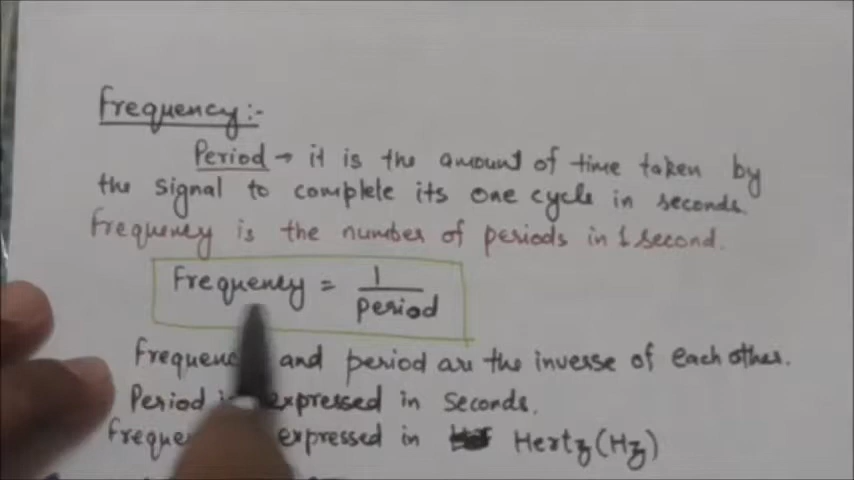 Frequency:-
Period → it is the amount of time taken by
the signal to complete its one cycle in seconds.
Frequency is the number of periods in 1 second.
Frequency = 1 / period
Frequency and period are the inverse of each other.
Period is expressed in seconds.
expressed in Hertz (Hz)